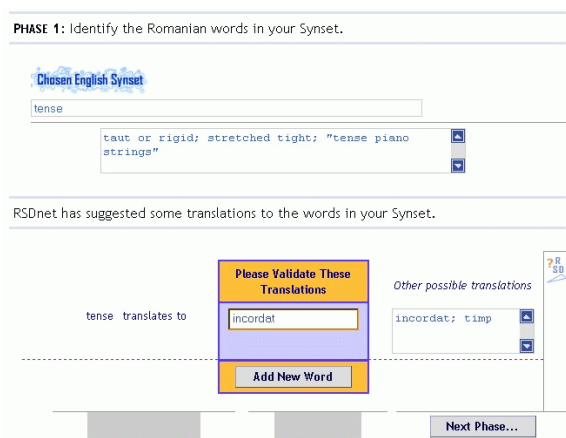 PHASE 1: Identify the Romanian words in your Synset.
Chosen English Synset
tense
taut or rigid; stretched tight; "tense piano
strings"
RSDnet has suggested some translations to the words in your Synset.
Please Validate These
Translations
Other possible translations
?R
SD
tense translates to
incordat
incordat; timp
Add New Word
Next Phase...